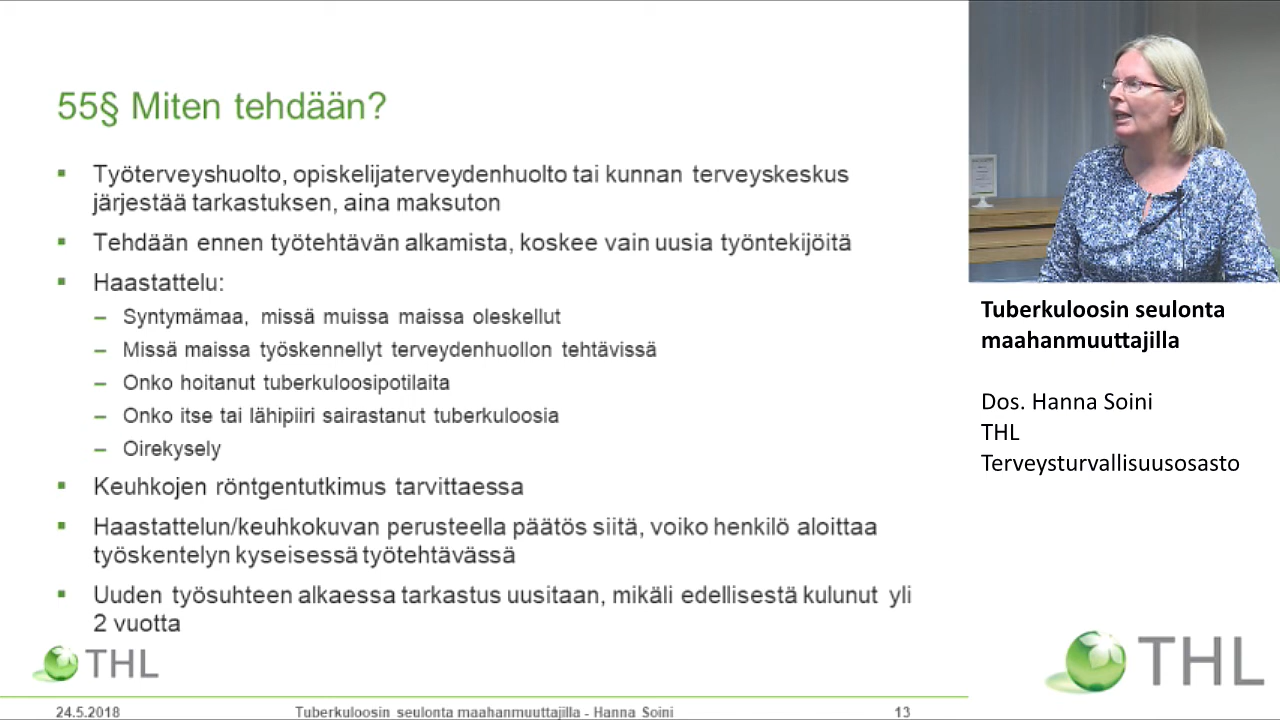 55§ Miten tehdään?
▪ Työterveyshuolto, opiskelijaterveydenhuolto tai kunnan terveyskeskus
järjestää tarkastuksen, aina maksuton
▪ Tehdään ennen työtehtävän alkamista, koskee vain uusia työntekijöitä
▪ Haastattelu:
– Syntymämaa, missä muissa maissa oleskellut
– Missä maissa työskennellyt terveydenhuollon tehtävissä
– Onko hoitanut tuberkuloosipotilaita
– Onko itse tai lähipiiri sairastanut tuberkuloosia
– Oirekysely
▪ Keuhkojen röntgentutkimus tarvittaessa
▪ Haastattelun/keuhkokuvan perusteella päätös siitä, voiko henkilö aloittaa
työskentelyn kyseisessä työtehtävässä
▪ Uuden työsuhteen alkaessa tarkastus uusitaan, mikäli edellisestä kulunut yli
2 vuotta
THL
24.5.2018 Tuberkuloosin seulonta maahanmuuttajilla - Hanna Soini 13
Tuberkuloosin seulonta
maahanmuuttajilla
Dos. Hanna Soini
THL
Terveysturvallisuusosasto
THL